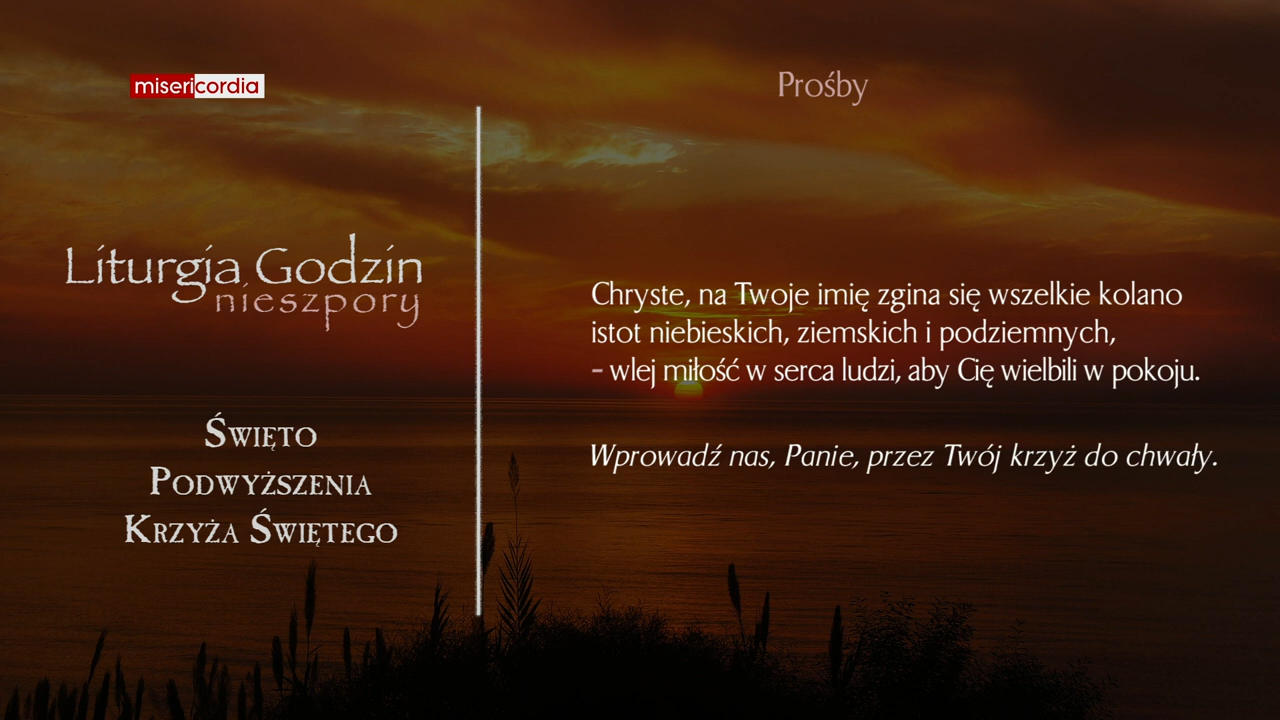 misericordia
Prośby
Liturgia Godzin
nieszpory
Święto
Podwyższenia
Krzyża Świętego
Chryste, na Twoje imię zgina się wszelkie kolano
istot niebieskich, ziemskich i podziemnych,
- wlej miłość w serca ludzi, aby Cię wielbili w pokoju.
Wprowadź nas, Panie, przez Twój krzyż do chwały.